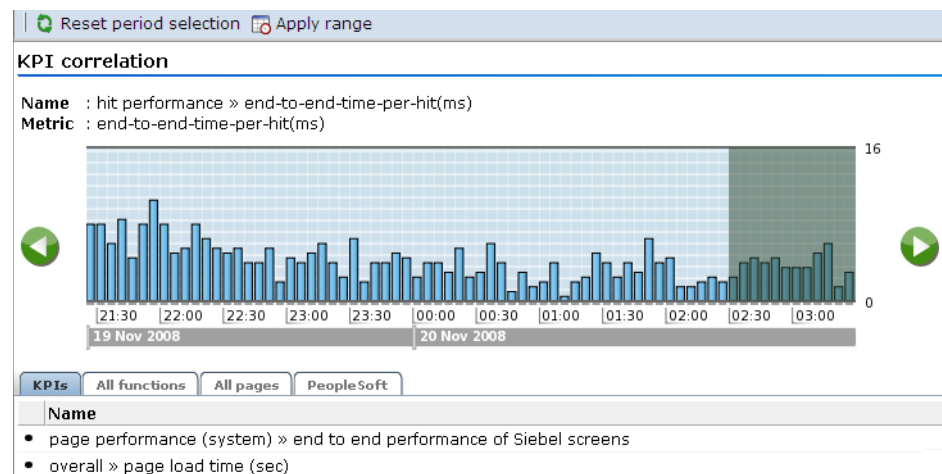 Reset period selection Apply range
KPI correlation
Name : hit performance » end-to-end-time-per-hit(ms)
Metric : end-to-end-time-per-hit(ms)
16
0
21:30 22:00 22:30 23:00 23:30 00:00 00:30 01:00 01:30 02:00 02:30 03:00
19 Nov 2008 20 Nov 2008
KPIs All functions All pages PeopleSoft
Name
• page performance (system) » end to end performance of Siebel screens
• overall » page load time (sec)